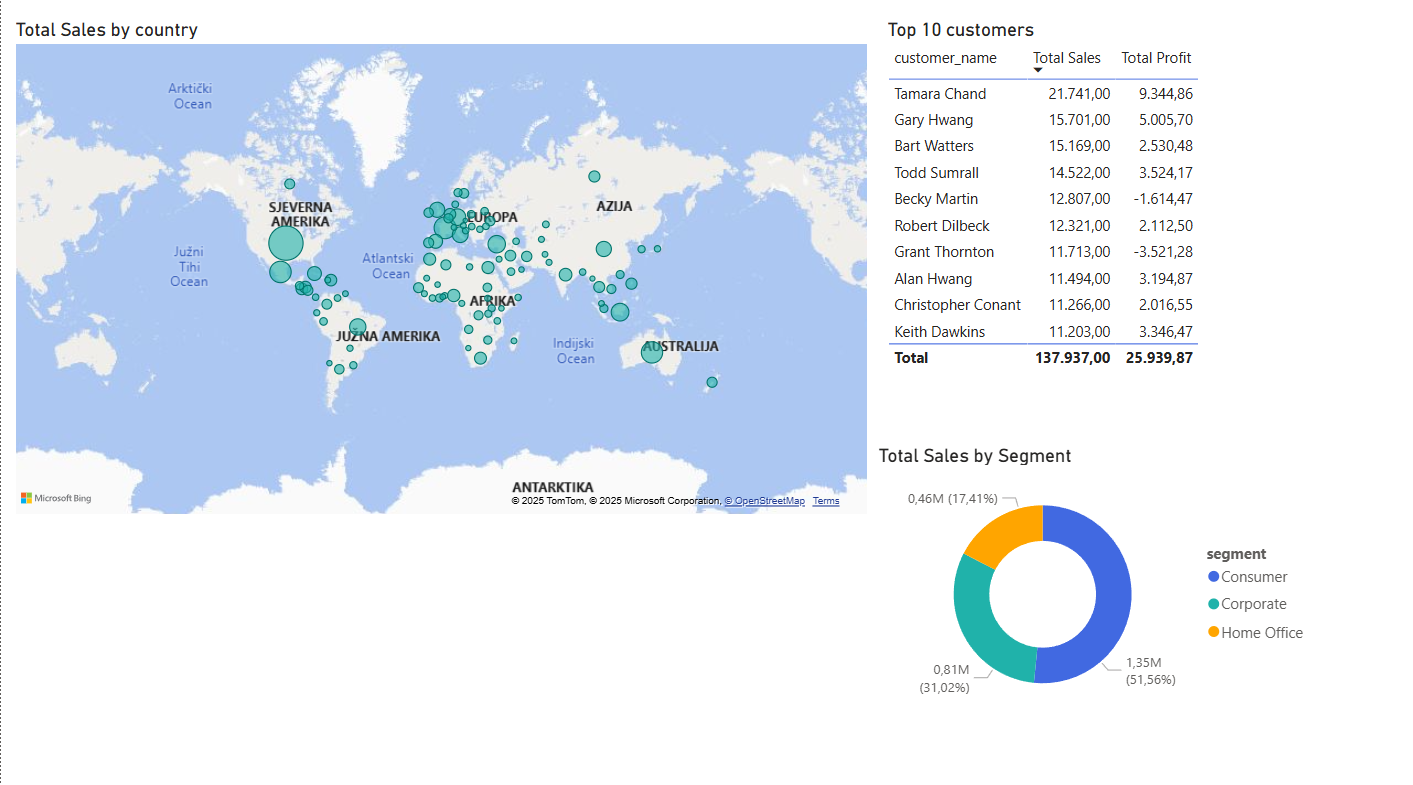 Total Sales by country
Arktički
Ocean
SJEVERNA
AMERIKA
EUROPA
AZIJA
Južni
Tihi
Ocean
Atlantski
Ocean
AFRIKA
JUŽNA AMERIKA
Indijski
Ocean
AUSTRALIJA
ANTARKTIKA
Microsoft Bing
© 2025 TomTom, © 2025 Microsoft Corporation, © OpenStreetMap Terms
Top 10 customers
customer_name Total Sales Total Profit
Tamara Chand 21.741,00 9.344,86
Gary Hwang 15.701,00 5.005,70
Bart Watters 15.169,00 2.530,48
Todd Sumrall 14.522,00 3.524,17
Becky Martin 12.807,00 -1.614,47
Robert Dilbeck 12.321,00 2.112,50
Grant Thornton 11.713,00 -3.521,28
Alan Hwang 11.494,00 3.194,87
Christopher Conant 11.266,00 2.016,55
Keith Dawkins 11.203,00 3.346,47
Total 137.937,00 25.939,87
Total Sales by Segment
0,46M (17,41%)
0,81M
(31,02%)
1,35M
(51,56%)
segment
Consumer
Corporate
Home Office